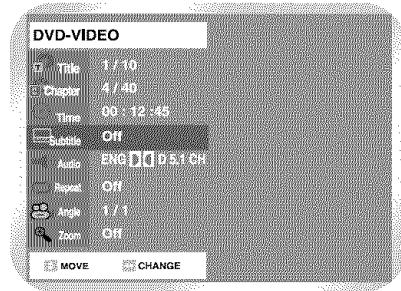 DVD-VIDEO
Title 1 / 10
Chapter 4 / 40
Time 00 : 12 :45
Subtitle Off
Audio ENG D 5.1 CH
Repeat Off
Angle 1 / 1
Zoom Off
MOVE CHANGE